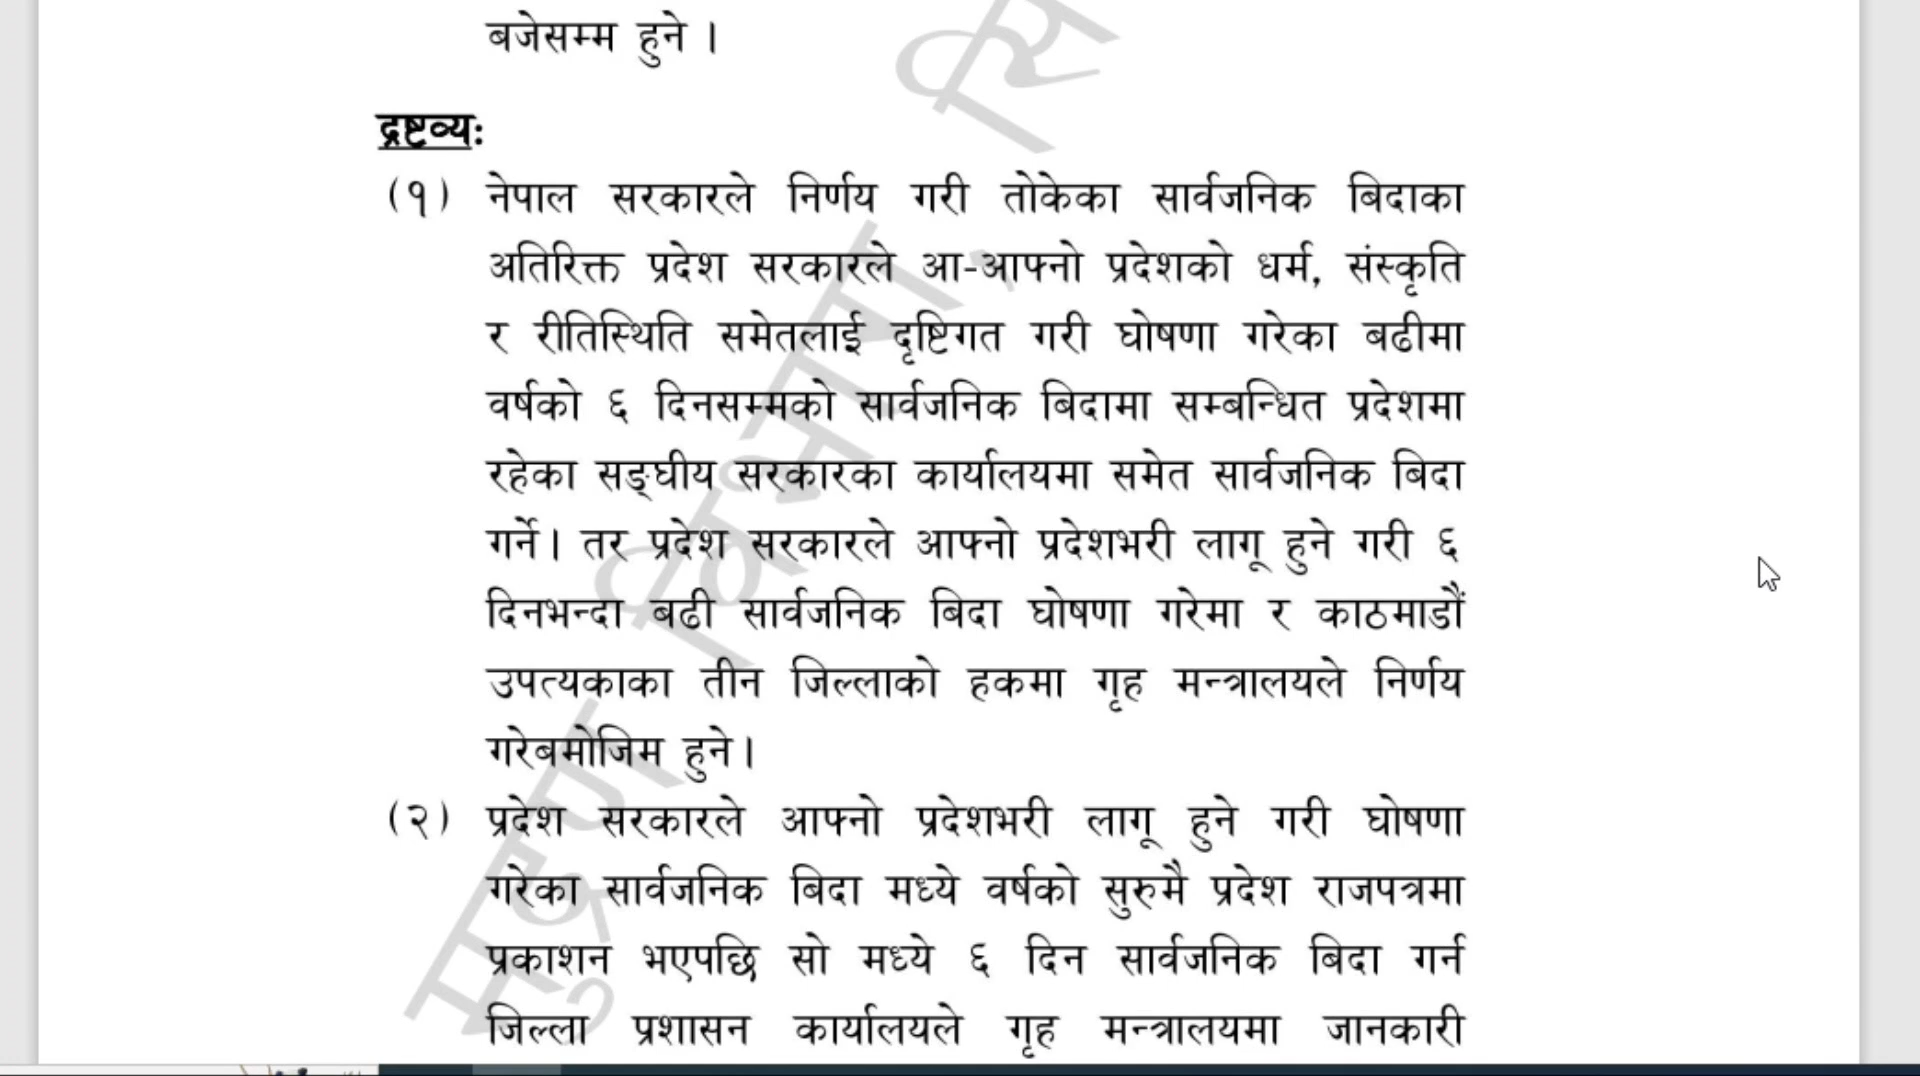 बजेसम्म हुने ।
द्रष्टव्यः
(१) नेपाल सरकारले निर्णय गरी तोकेका सार्वजनिक बिदाका
अतिरिक्त प्रदेश सरकारले आ-आफ्नो प्रदेशको धर्म, संस्कृति
र रीतिस्थिति समेतलाई दृष्टिगत गरी घोषणा गरेका बढीमा
वर्षको ६ दिनसम्मको सार्वजनिक बिदामा सम्बन्धित प्रदेशमा
रहेका सङ्घीय सरकारका कार्यालयमा समेत सार्वजनिक बिदा
गर्ने। तर प्रदेश सरकारले आफ्नो प्रदेशभरी लागू हुने गरी ६
दिनभन्दा बढी सार्वजनिक बिदा घोषणा गरेमा र काठमाडौं
उपत्यकाका तीन जिल्लाको हकमा गृह मन्त्रालयले निर्णय
गरेबमोजिम हुने।
(२) प्रदेश सरकारले आफ्नो प्रदेशभरी लागू हुने गरी घोषणा
गरेका सार्वजनिक बिदा मध्ये वर्षको सुरुमै प्रदेश राजपत्रमा
प्रकाशन भएपछि सो मध्ये ६ दिन सार्वजनिक बिदा गर्न
जिल्ला प्रशासन कार्यालयले गृह मन्त्रालयमा जानकारी
मुद्रण विभाग,